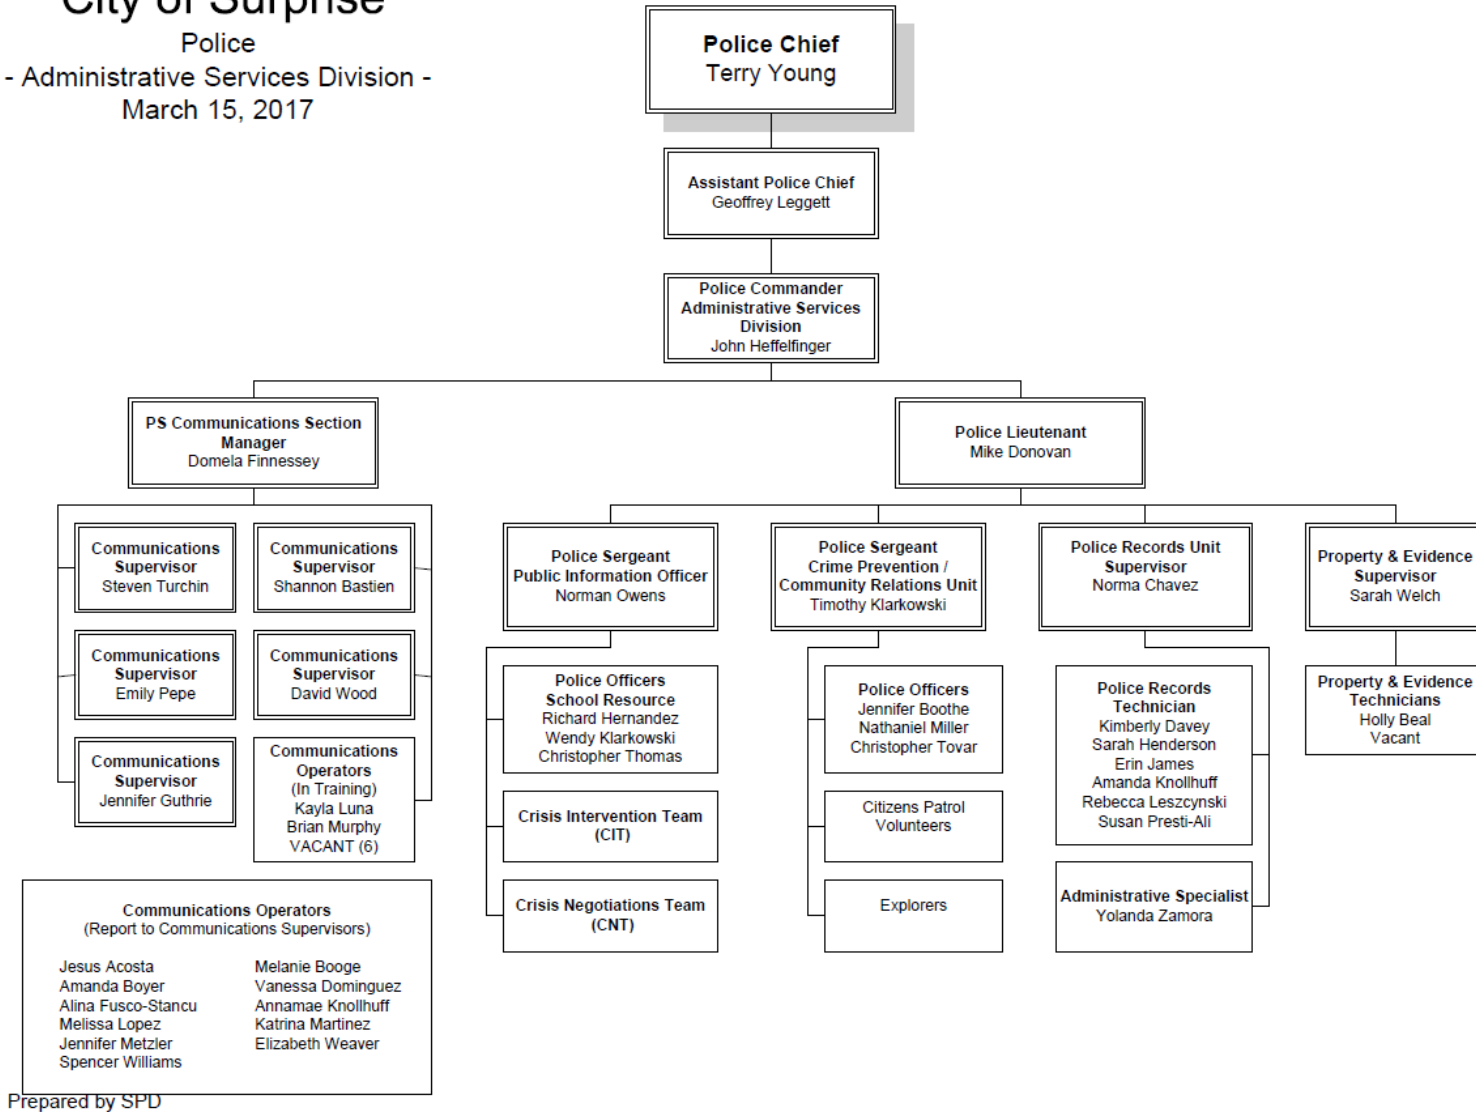 City of Surprise
Police
- Administrative Services Division -
March 15, 2017
Police Chief
Terry Young
Assistant Police Chief
Geoffrey Leggett
Police Commander
Administrative Services
Division
John Heffelfinger
PS Communications Section
Manager
Domela Finnessey
Police Lieutenant
Mike Donovan
Communications
Supervisor
Steven Turchin
Communications
Supervisor
Shannon Bastien
Communications
Supervisor
Emily Pepe
Communications
Supervisor
David Wood
Communications
Supervisor
Jennifer Guthrie
Communications
Operators
(In Training)
Kayla Luna
Brian Murphy
VACANT (6)
Communications Operators
(Report to Communications Supervisors)
Jesus Acosta
Amanda Boyer
Alina Fusco-Stancu
Melissa Lopez
Jennifer Metzler
Spencer Williams
Melanie Booge
Vanessa Dominguez
Annamae Knollhuff
Katrina Martinez
Elizabeth Weaver
Police Sergeant
Public Information Officer
Norman Owens
Police Officers
School Resource
Richard Hernandez
Wendy Klarkowski
Christopher Thomas
Crisis Intervention Team
(CIT)
Crisis Negotiations Team
(CNT)
Police Sergeant
Crime Prevention /
Community Relations Unit
Timothy Klarkowski
Police Officers
Jennifer Boothe
Nathaniel Miller
Christopher Tovar
Citizens Patrol
Volunteers
Explorers
Police Records Unit
Supervisor
Norma Chavez
Police Records
Technician
Kimberly Davey
Sarah Henderson
Erin James
Amanda Knollhuff
Rebecca Leszcynski
Susan Presti-Ali
Administrative Specialist
Yolanda Zamora
Property & Evidence
Supervisor
Sarah Welch
Property & Evidence
Technicians
Holly Beal
Vacant
Prepared by SPD